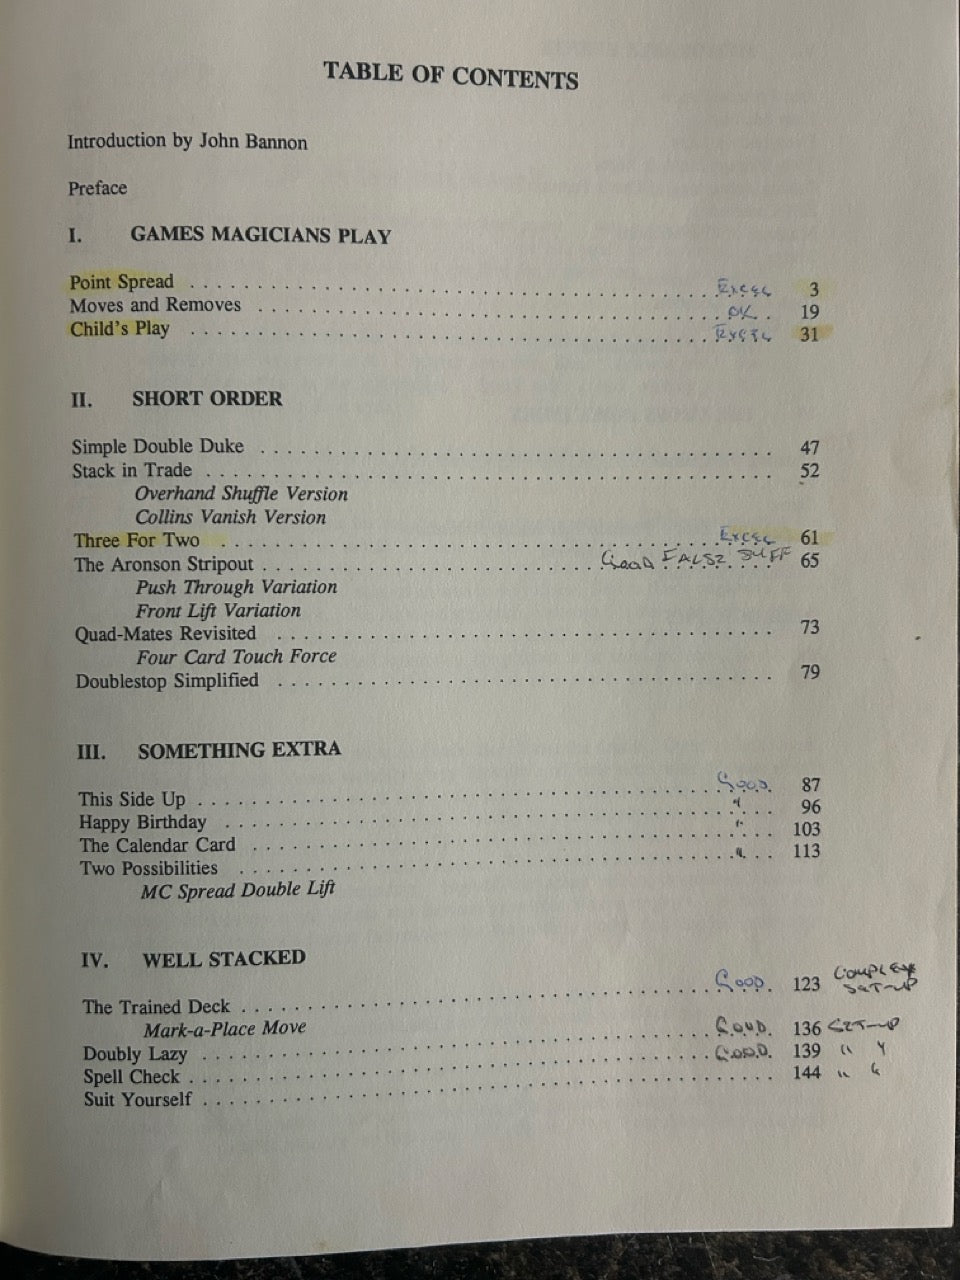 TABLE OF CONTENTS
Introduction by John Bannon
Preface
I. GAMES MAGICIANS PLAY
Point Spread . . . . . . . . . . . . . . . . . . . . Excel 3
Moves and Removes . . . . . . . . . . . . . . . . . . . . OK 19
Child's Play . . . . . . . . . . . . . . . . . . . . Excel 31
II. SHORT ORDER
Simple Double Duke . . . . . . . . . . . . . . . . . . . . 47
Stack in Trade . . . . . . . . . . . . . . . . . . . . 52
Overhand Shuffle Version
Collins Vanish Version
Three For Two . . . . . . . . . . . . . . . . . . . . Excel 61
The Aronson Stripout . . . . . . . . . . . . . . . . . . . . Good FALSE 65
Push Through Variation
Front Lift Variation
Quad-Mates Revisited . . . . . . . . . . . . . . . . . . . . 73
Four Card Touch Force
Doublestop Simplified . . . . . . . . . . . . . . . . . . . . 79
III. SOMETHING EXTRA
This Side Up . . . . . . . . . . . . . . . . . . . . Good 87
Happy Birthday . . . . . . . . . . . . . . . . . . . . " 96
The Calendar Card . . . . . . . . . . . . . . . . . . . . " 103
Two Possibilities . . . . . . . . . . . . . . . . . . . . " 113
MC Spread Double Lift
IV. WELL STACKED
The Trained Deck . . . . . . . . . . . . . . . . . . . . Good 123 COMPLEX SET-UP
Mark-a-Place Move
Doubly Lazy . . . . . . . . . . . . . . . . . . . . Good 136 SET-UP
Spell Check . . . . . . . . . . . . . . . . . . . . Good 139 " "
Suit Yourself . . . . . . . . . . . . . . . . . . . . 144 " "